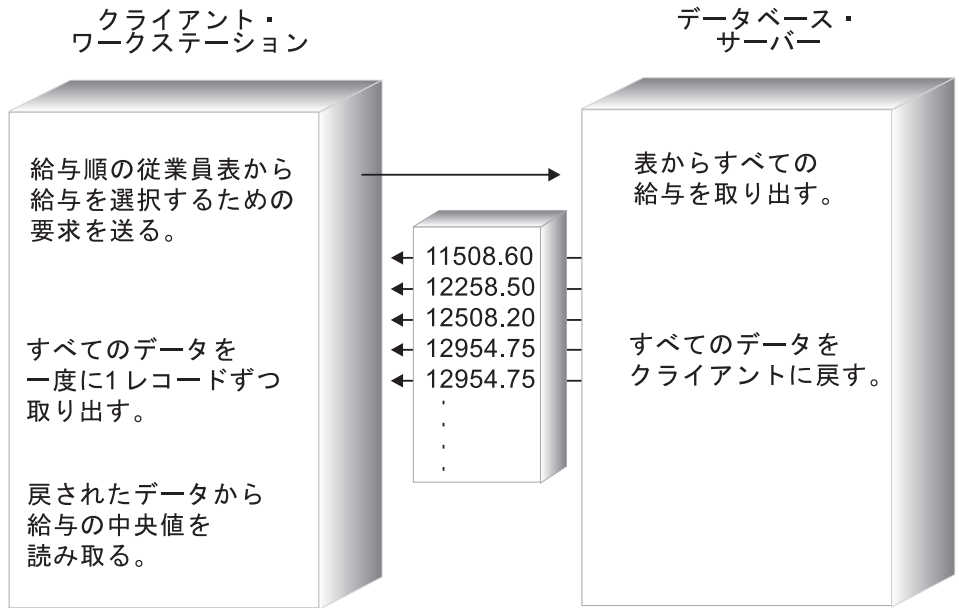 クライアント・
ワークステーション
データベース・
サーバー
給与順の従業員表から
給与を選択するための
要求を送る。
すべてのデータを
一度に1レコードずつ
取り出す。
戻されたデータから
給与の中央値を
読み取る。
11508.60
12258.50
12508.20
12954.75
12954.75
表からすべての
給与を取り出す。
すべてのデータを
クライアントに戻す。